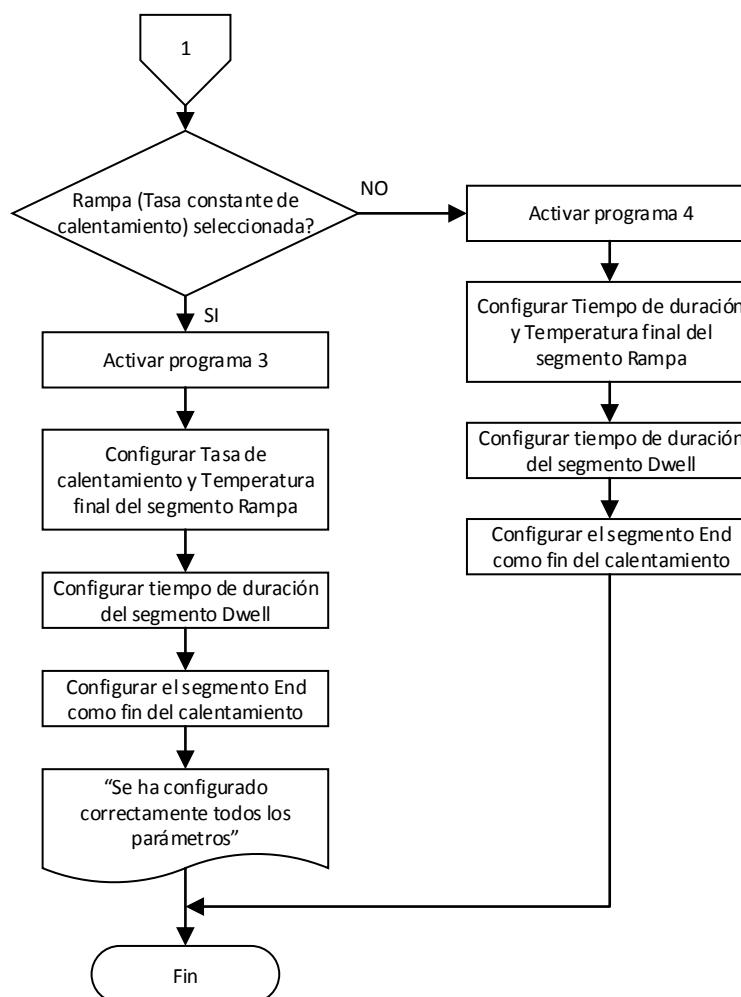 1
Rampa (Tasa constante de
calentamiento) seleccionada?
NO
SI
Activar programa 3
Configurar Tasa de
calentamiento y Temperatura
final del segmento Rampa
Configurar tiempo de duración
del segmento Dwell
Configurar el segmento End
como fin del calentamiento
“Se ha configurado
correctamente todos los
parámetros”
Activar programa 4
Configurar Tiempo de duración
y Temperatura final del
segmento Rampa
Configurar tiempo de duración
del segmento Dwell
Configurar el segmento End
como fin del calentamiento
Fin